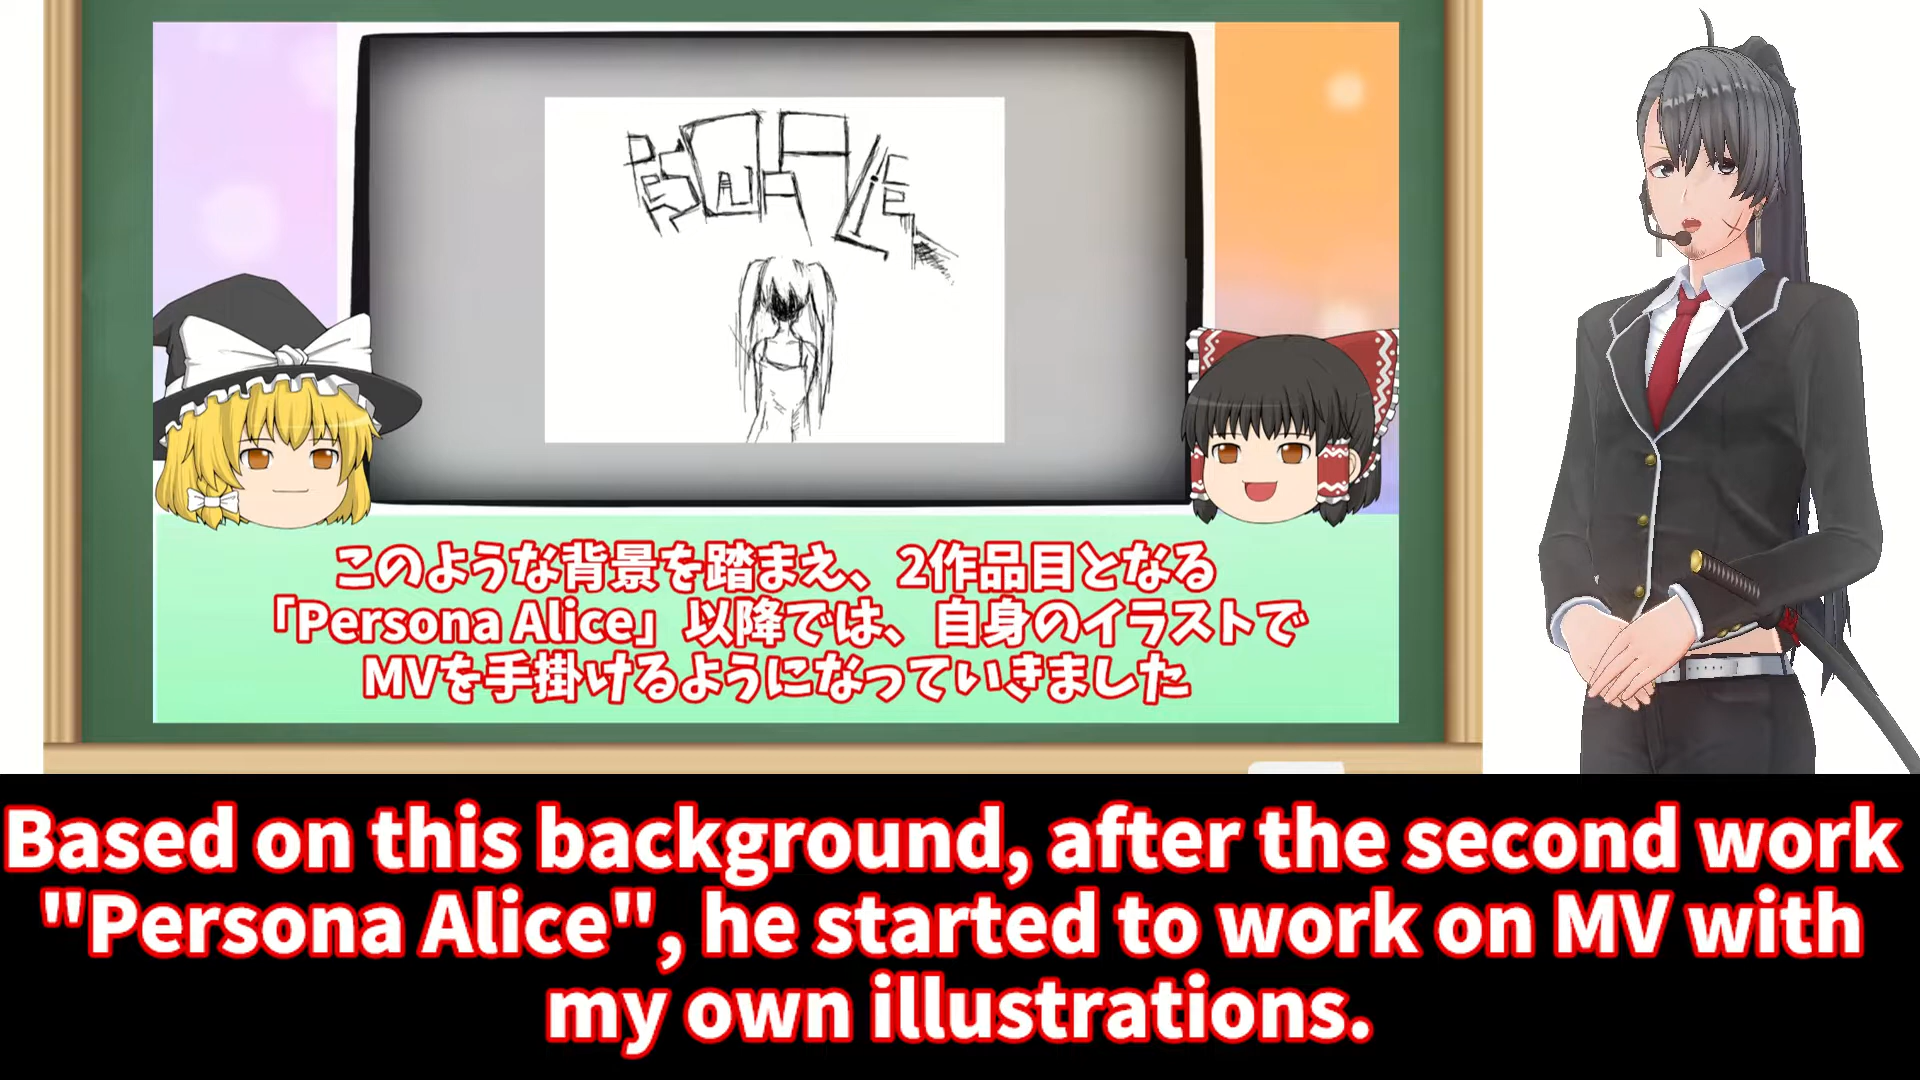 このような背景を踏まえ、2作品目となる
「Persona Alice」以降では、自身のイラストで
MVを手掛けるようになっていきました
Based on this background, after the second work
"Persona Alice", he started to work on MV with
my own illustrations.